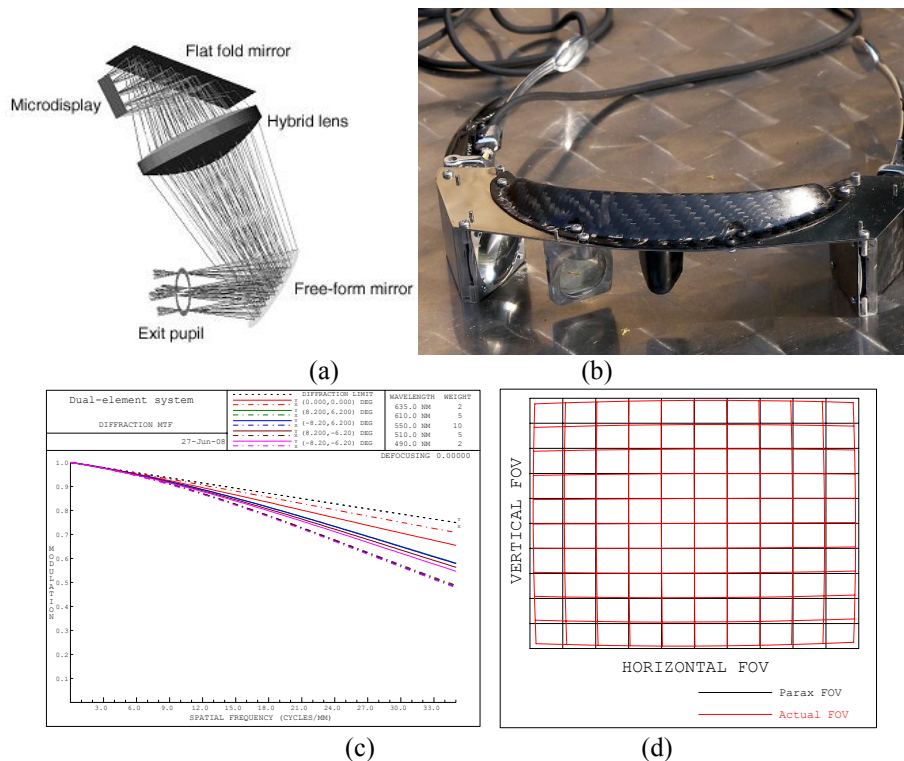 Flat fold mirror
Microdisplay
Hybrid lens
Free-form mirror
Exit pupil
(a)
(b)
Dual-element system
DIFFRACTION MTF
27-Jun-08
DIFFRACTION LIMIT
Y
X
(0.000,0.000) DEG
Y
X
(8.200,6.200) DEG
Y
X
(-8.20,6.200) DEG
Y
X
(8.200,-6.20) DEG
Y
X
(-8.20,-6.20) DEG
WAVELENGTH WEIGHT
635.0 NM 2
610.0 NM 5
550.0 NM 10
510.0 NM 5
490.0 NM 2
DEFOCUSING 0.00000
1.0
0.9
0.8
0.7
0.6
0.5
0.4
0.3
0.2
0.1
MODULATION
Y
X
3.0 6.0 9.0 12.0 15.0 18.0 21.0 24.0 27.0 30.0 33.0
SPATIAL FREQUENCY (CYCLES/MM)
(c)
VERTICAL FOV
HORIZONTAL FOV
Parax FOV
Actual FOV
(d)